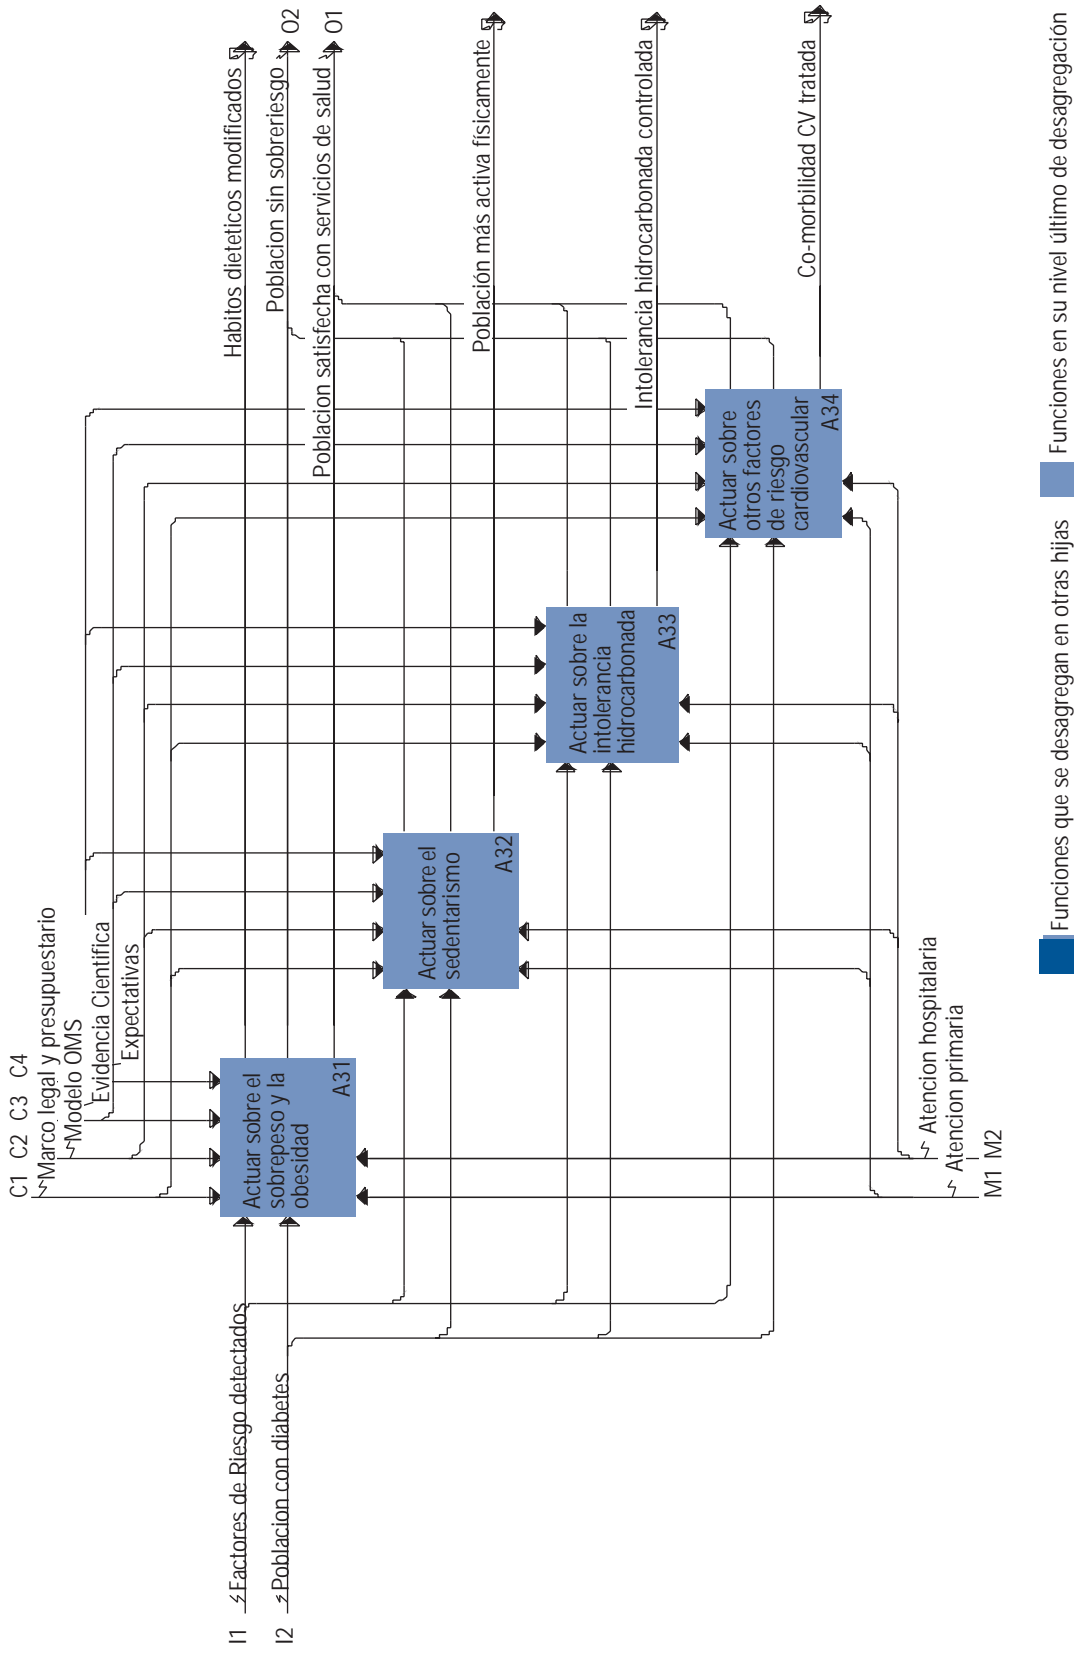 C1 C2 C3 C4
Marco legal y presupuestario
Modelo OMS
Evidencia Cientifica
Expectativas
I1
Factores de Riesgo detectados
I2
Poblacion con diabetes
Actuar sobre el
sobrepeso y la
obesidad
A31
Actuar sobre el
sedentarismo
A32
Actuar sobre la
intolerancia
hidrocarbonada
A33
Actuar sobre
otros factores
de riesgo
cardiovascular
A34
Habitos dieteticos modificados
Poblacion sin sobreriesgo
O2
Poblacion satisfecha con servicios de salud
O1
Población más activa físicamente
Intolerancia hidrocarbonada controlada
Co-morbilidad CV tratada
Atencion hospitalaria
Atencion primaria
M1 M2
Funciones que se desagregan en otras hijas
Funciones en su nivel último de desagregación